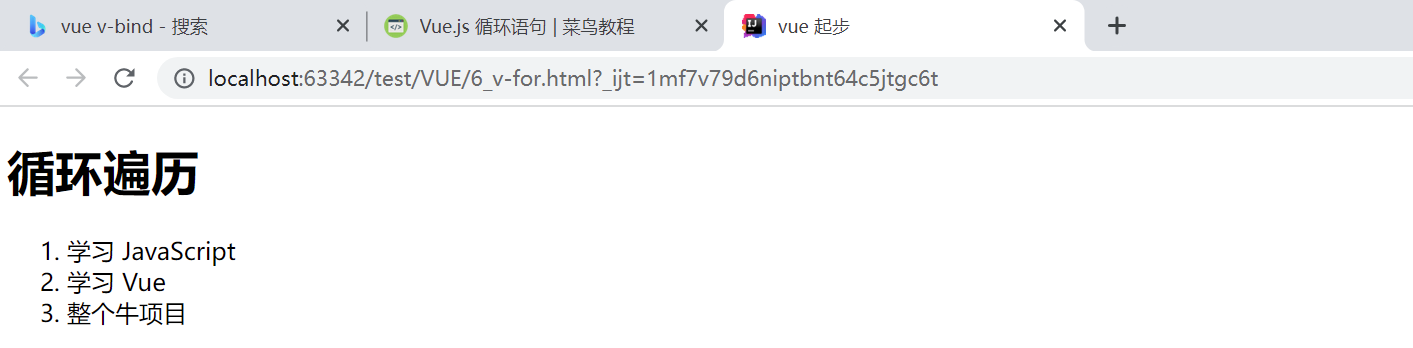 vue v-bind - 搜索
Vue.js 循环语句 | 菜鸟教程
vue 起步
localhost:63342/test/VUE/6_v-for.html?_ijt=1mf7v79d6niptbnt64c5jtgc6t
循环遍历
1. 学习 JavaScript
2. 学习 Vue
3. 整个牛项目